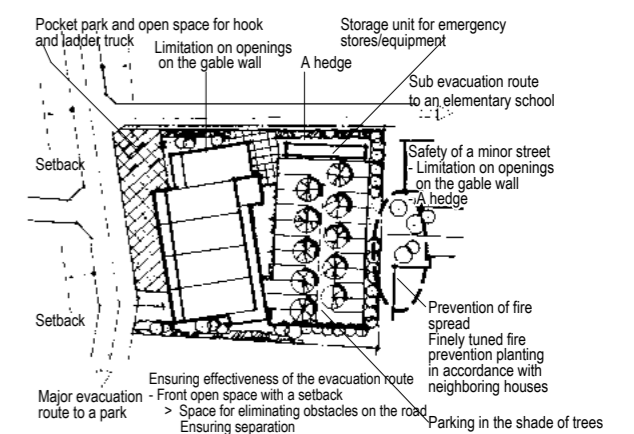 Pocket park and open space for hook
and ladder truck
Limitation on openings
on the gable wall
A hedge
Storage unit for emergency
stores/equipment
Sub evacuation route
to an elementary school
Setback
Safety of a minor street
- Limitation on openings
on the gable wall
- A hedge
Setback
Prevention of fire
spread
Finely tuned fire
prevention planting
in accordance with
neighboring houses
Major evacuation
route to a park
Ensuring effectiveness of the evacuation route
- Front open space with a setback
> Space for eliminating obstacles on the road
Ensuring separation
Parking in the shade of trees